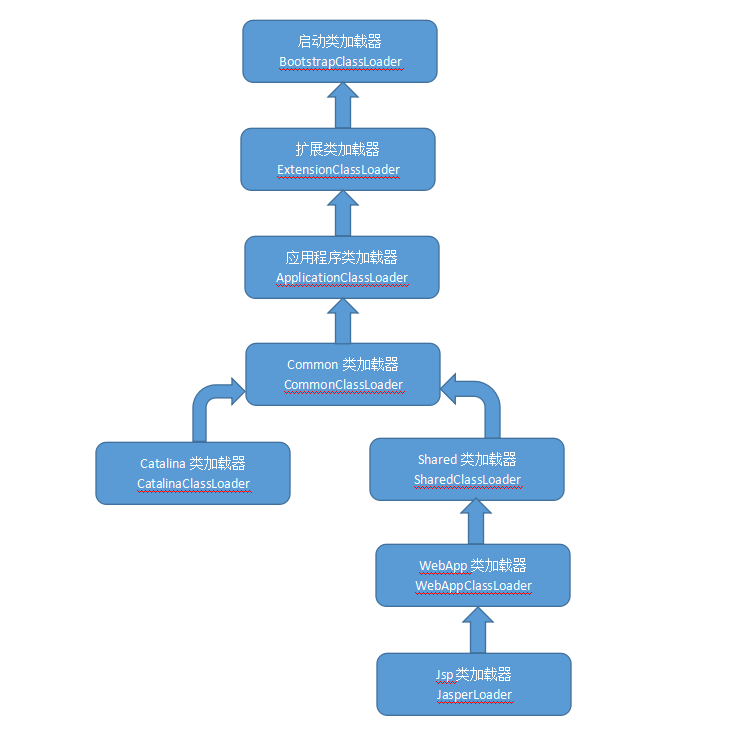 启动类加载器
BootstrapClassLoader
扩展类加载器
ExtensionClassLoader
应用程序类加载器
ApplicationClassLoader
Common 类加载器
CommonClassLoader
Catalina 类加载器
CatalinaClassLoader
Shared 类加载器
SharedClassLoader
WebApp 类加载器
WebAppClassLoader
Jsp 类加载器
JasperLoader